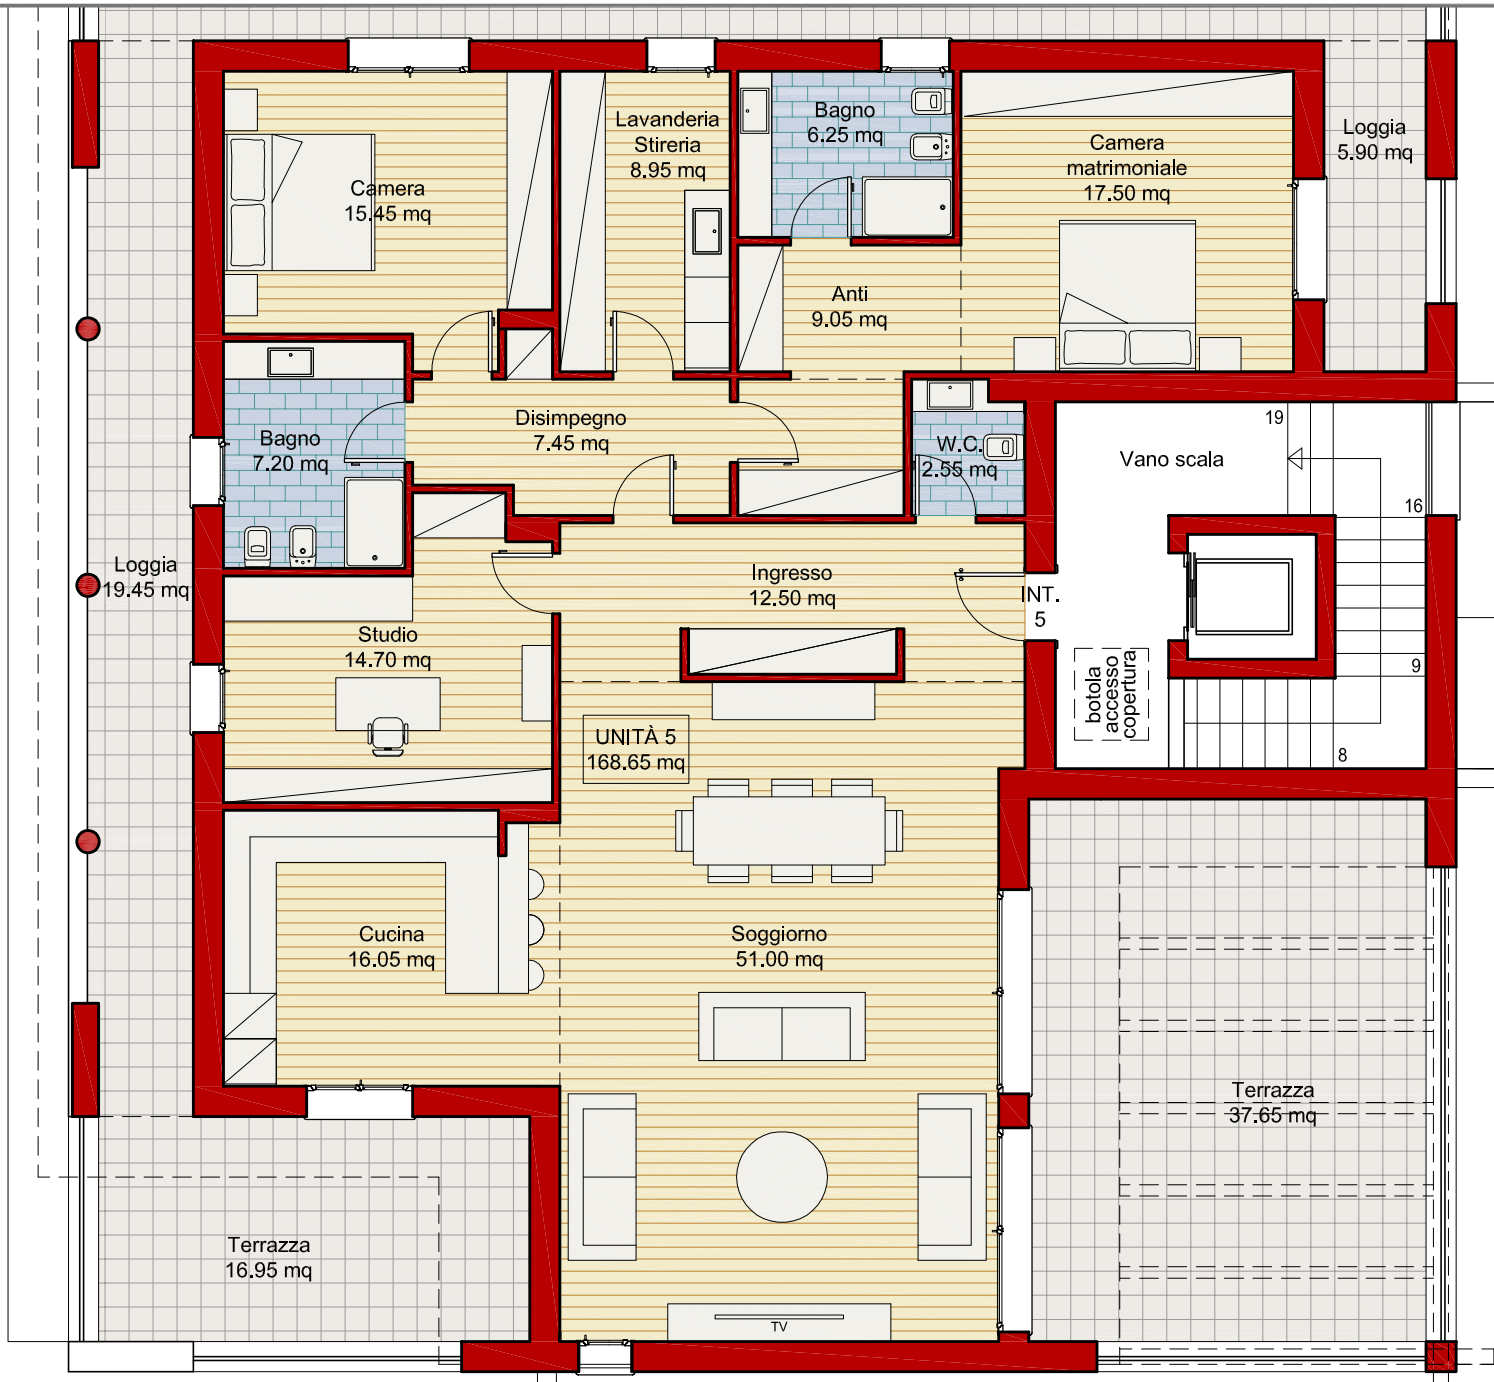 Camera
15.45 mq
Lavanderia
Stireria
8.95 mq
Bagno
6.25 mq
Camera
matrimoniale
17.50 mq
Loggia
5.90 mq
Anti
9.05 mq
Bagno
7.20 mq
Disimpegno
7.45 mq
W.C.
2.55 mq
Vano scala
19
16
9
8
Loggia
19.45 mq
Ingresso
12.50 mq
INT.
5
Studio
14.70 mq
botola
accesso
copertura
UNITÀ 5
168.65 mq
Cucina
16.05 mq
Soggiorno
51.00 mq
Terrazza
37.65 mq
Terrazza
16.95 mq
TV